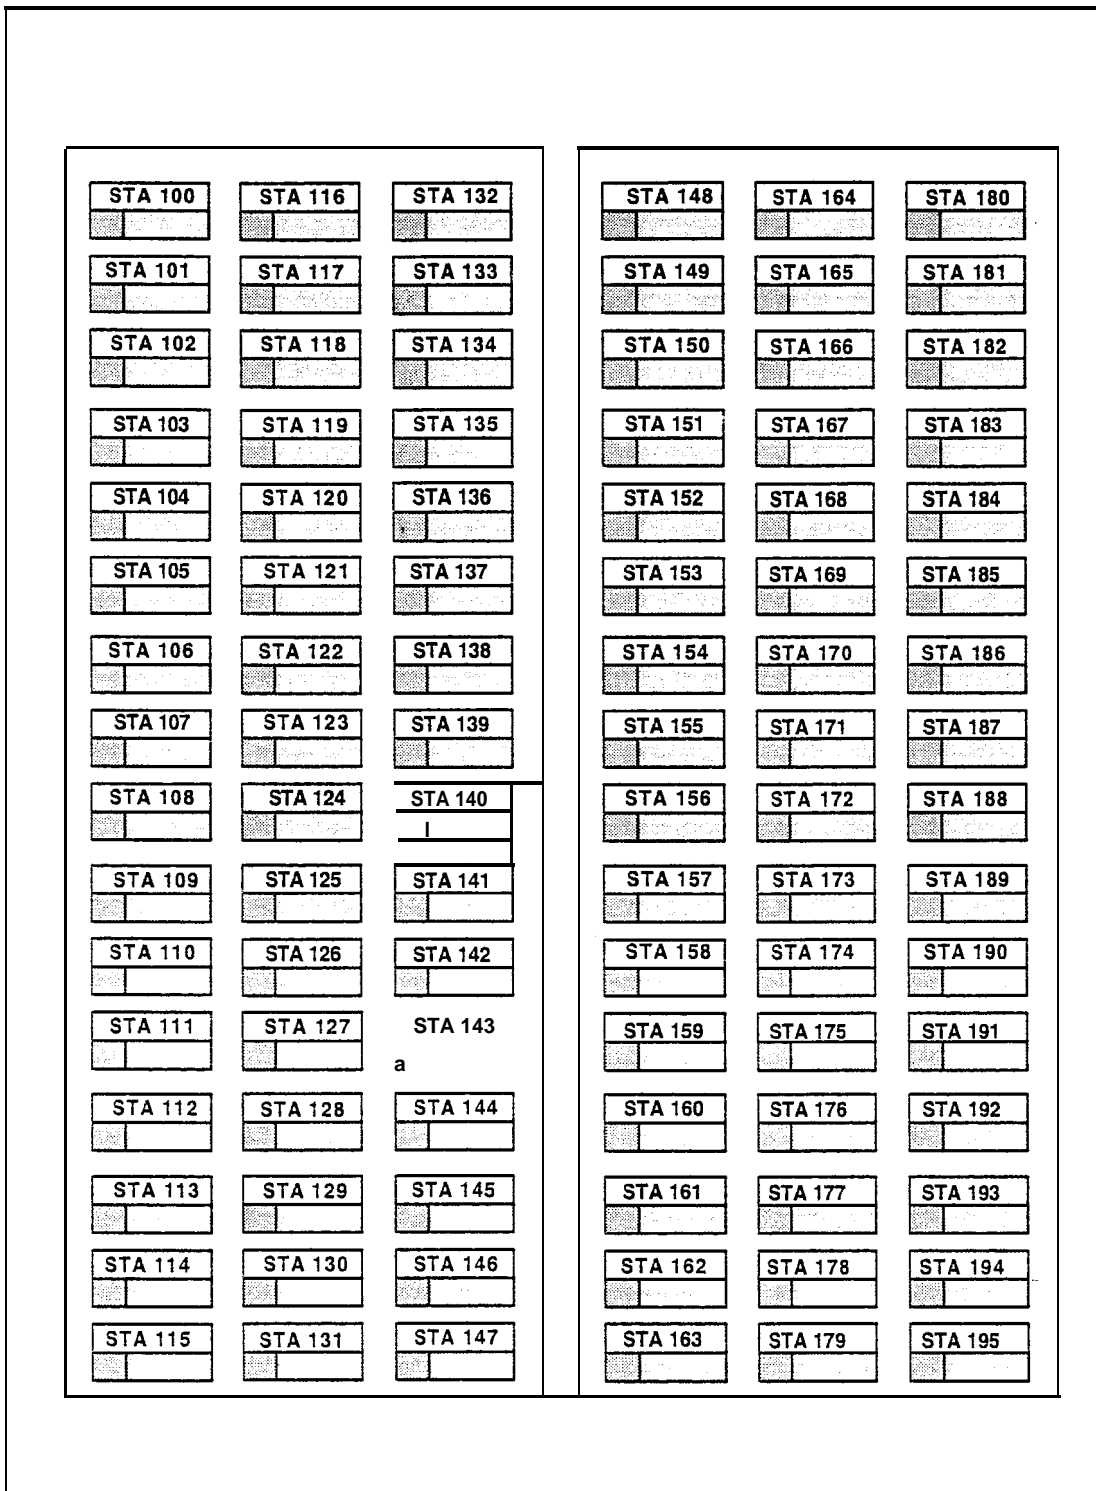 STA 100 STA 116 STA 132
STA 101 STA 117 STA 133
STA 102 STA 118 STA 134
STA 103 STA 119 STA 135
STA 104 STA 120 STA 136
STA 105 STA 121 STA 137
STA 106 STA 122 STA 138
STA 107 STA 123 STA 139
STA 108 STA 124 STA 140
I
STA 109 STA 125 STA 141
STA 110 STA 126 STA 142
STA 111 STA 127 STA 143
a
STA 112 STA 128 STA 144
STA 113 STA 129 STA 145
STA 114 STA 130 STA 146
STA 115 STA 131 STA 147
STA 148 STA 164 STA 180
STA 149 STA 165 STA 181
STA 150 STA 166 STA 182
STA 151 STA 167 STA 183
STA 152 STA 168 STA 184
STA 153 STA 169 STA 185
STA 154 STA 170 STA 186
STA 155 STA 171 STA 187
STA 156 STA 172 STA 188
STA 157 STA 173 STA 189
STA 158 STA 174 STA 190
STA 159 STA 175 STA 191
STA 160 STA 176 STA 192
STA 161 STA 177 STA 193
STA 162 STA 178 STA 194
STA 163 STA 179 STA 195